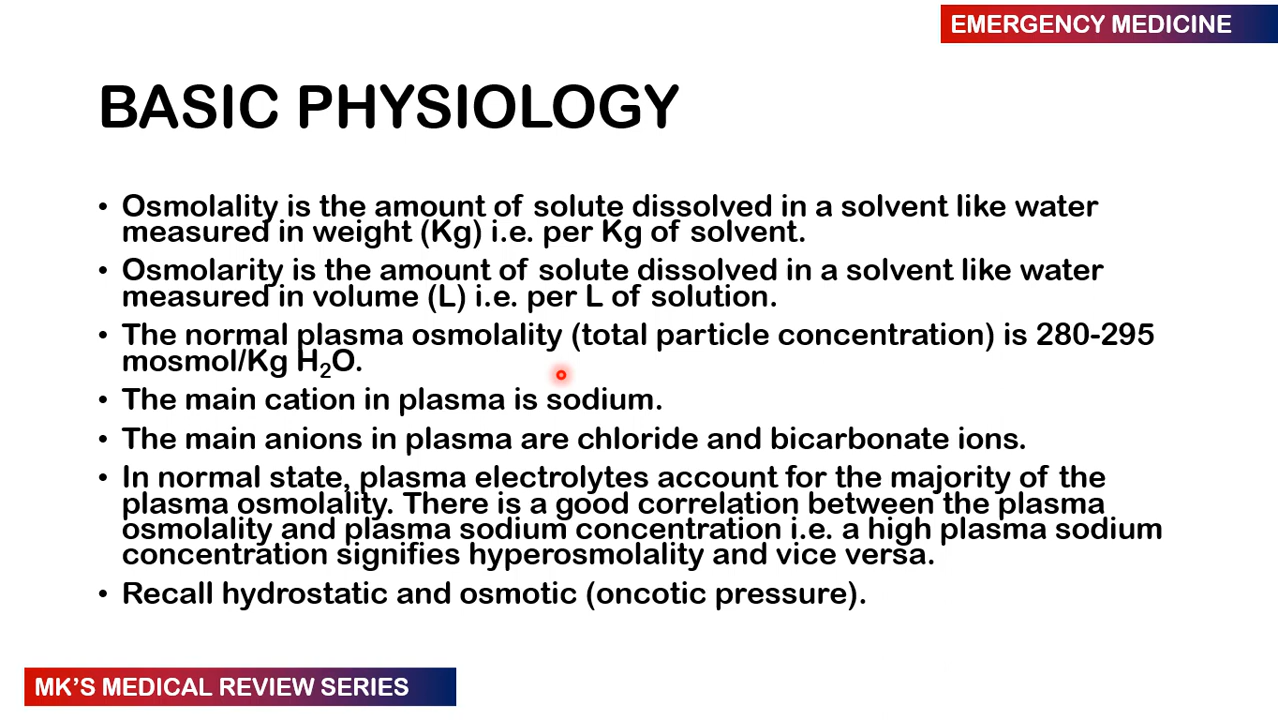 EMERGENCY MEDICINE
BASIC PHYSIOLOGY
• Osmolality is the amount of solute dissolved in a solvent like water
measured in weight (Kg) i.e. per Kg of solvent.
• Osmolarity is the amount of solute dissolved in a solvent like water
measured in volume (L) i.e. per L of solution.
• The normal plasma osmolality (total particle concentration) is 280-295
mosmol/Kg H₂O.
• The main cation in plasma is sodium.
• The main anions in plasma are chloride and bicarbonate ions.
• In normal state, plasma electrolytes account for the majority of the
plasma osmolality. There is a good correlation between the plasma
osmolality and plasma sodium concentration i.e. a high plasma sodium
concentration signifies hyperosmolality and vice versa.
• Recall hydrostatic and osmotic (oncotic pressure).
MK'S MEDICAL REVIEW SERIES